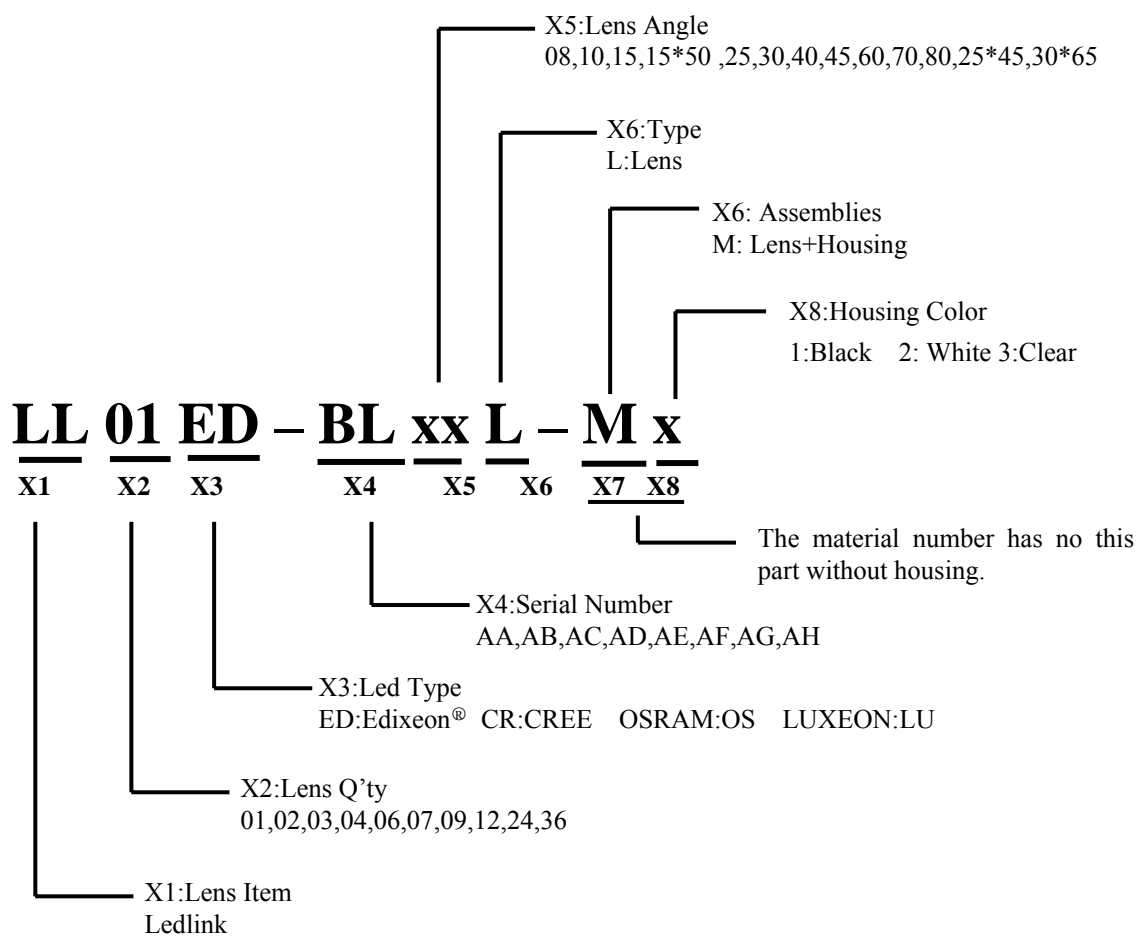 X5:Lens Angle
08,10,15,15*50 ,25,30,40,45,60,70,80,25*45,30*65
X6:Type
L:Lens
X6: Assemblies
M: Lens+Housing
X8:Housing Color
1:Black 2: White 3:Clear
LL 01 ED – BL xx L – M x
X1 X2 X3 X4 X5 X6 X7 X8
The material number has no this
part without housing.
X4:Serial Number
AA,AB,AC,AD,AE,AF,AG,AH
X3:Led Type
ED:Edixeon® CR:CREE OSRAM:OS LUXEON:LU
X2:Lens Q’ty
01,02,03,04,06,07,09,12,24,36
X1:Lens Item
Ledlink